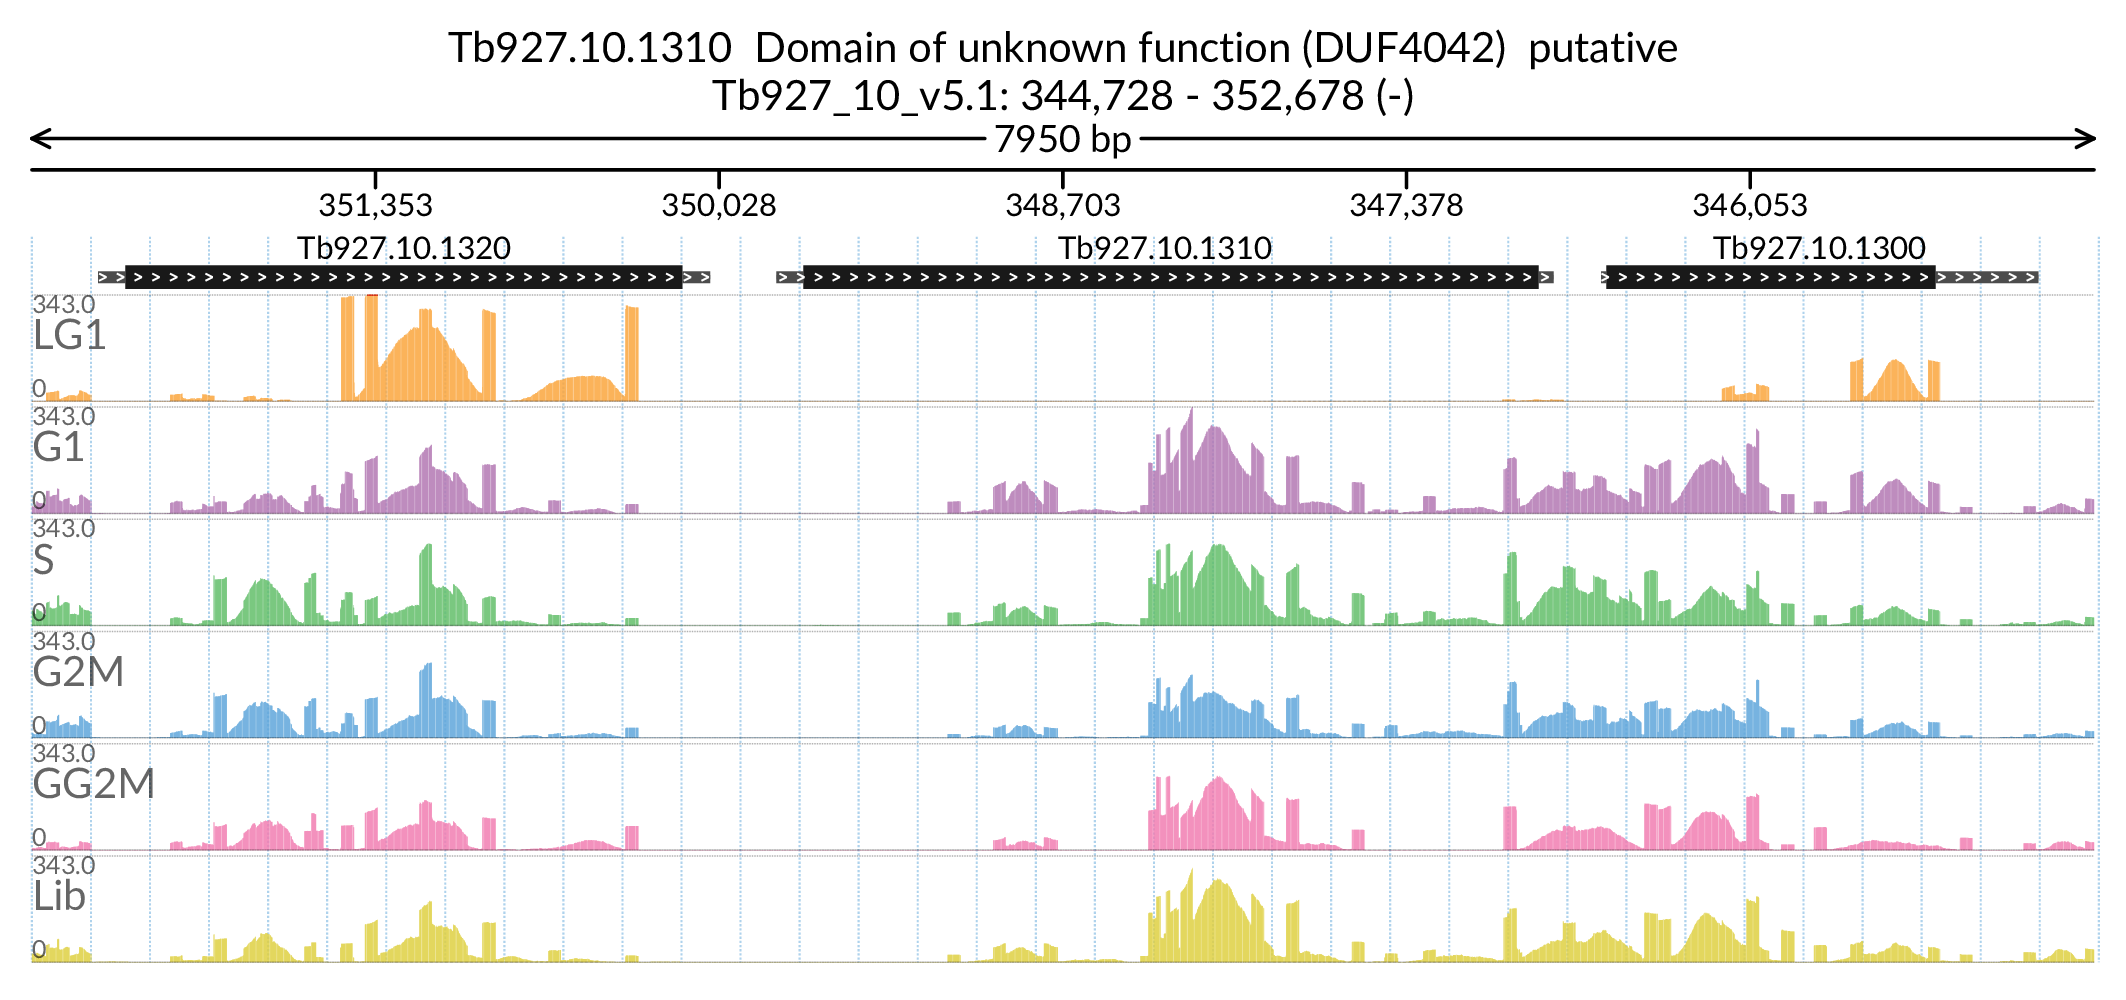 Tb927.10.1310  Domain of unknown function (DUF4042)  putative
Tb927_10_v5.1: 344,728 - 352,678 (-)
7950 bp
351,353 350,028 348,703 347,378 346,053
Tb927.10.1320 Tb927.10.1310 Tb927.10.1300
343.0
LG1
0
343.0
G1
0
343.0
S
0
343.0
G2M
0
343.0
GG2M
0
343.0
Lib
0